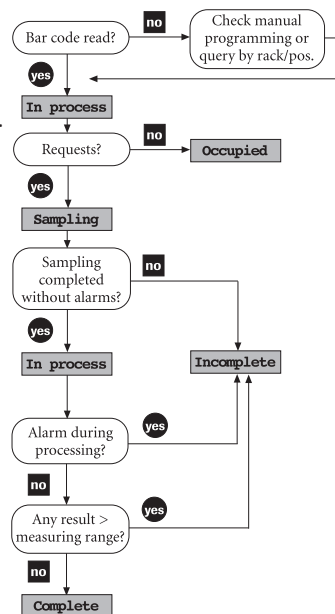 Bar code read?
no
Check manual
programming or
query by rack/pos.
yes
In process
Requests?
no
Occupied
yes
Sampling
Sampling
completed
without alarms?
no
yes
In process
Incomplete
Alarm during
processing?
yes
no
Any result >
measuring range?
yes
no
Complete